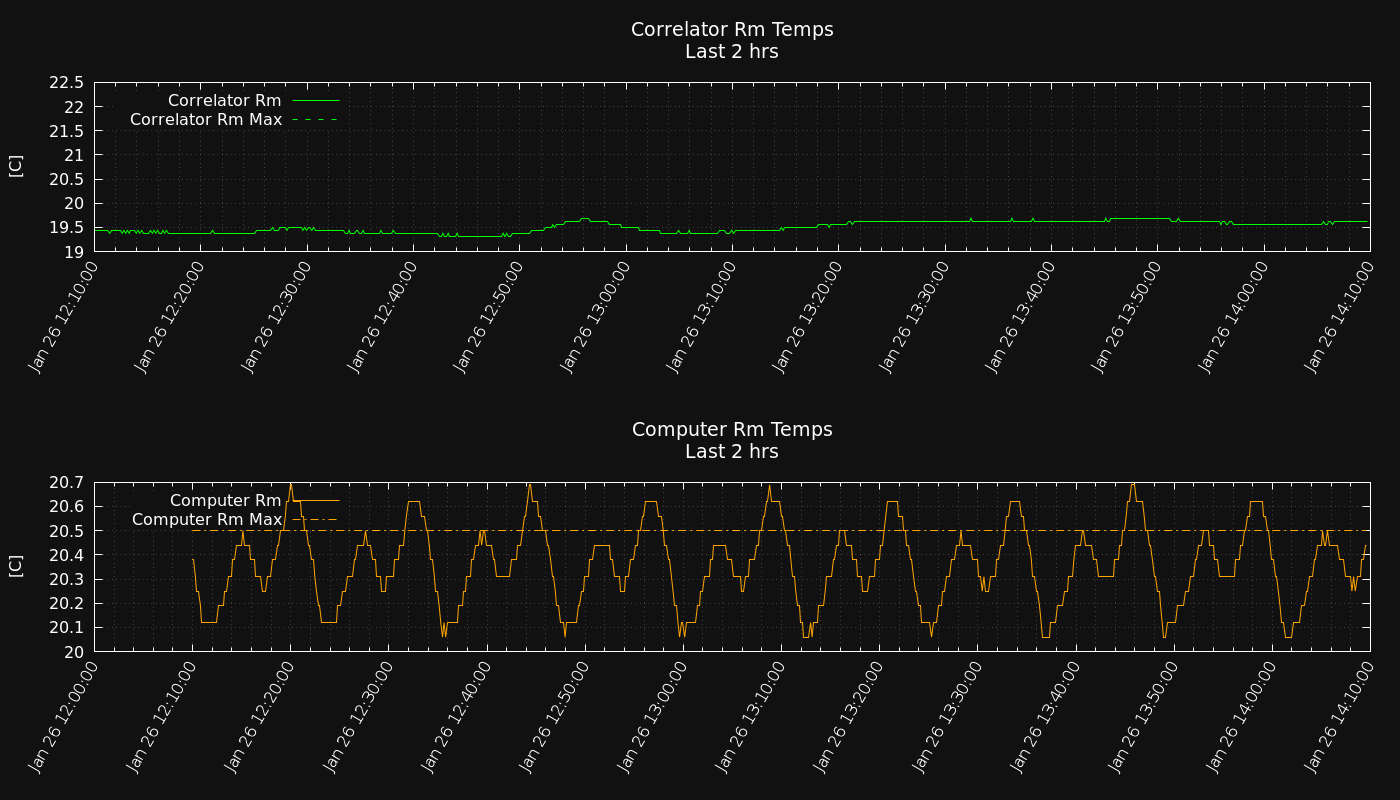 Correlator Rm Temps
Last 2 hrs
22.5
22
21.5
21
20.5
20
19.5
19
[C]
Correlator Rm
Correlator Rm Max
Jan 26 12:10:00
Jan 26 12:20:00
Jan 26 12:30:00
Jan 26 12:40:00
Jan 26 12:50:00
Jan 26 13:00:00
Jan 26 13:10:00
Jan 26 13:20:00
Jan 26 13:30:00
Jan 26 13:40:00
Jan 26 13:50:00
Jan 26 14:00:00
Jan 26 14:10:00
Computer Rm Temps
Last 2 hrs
20.7
20.6
20.5
20.4
20.3
20.2
20.1
20
[C]
Computer Rm
Computer Rm Max
Jan 26 12:00:00
Jan 26 12:10:00
Jan 26 12:20:00
Jan 26 12:30:00
Jan 26 12:40:00
Jan 26 12:50:00
Jan 26 13:00:00
Jan 26 13:10:00
Jan 26 13:20:00
Jan 26 13:30:00
Jan 26 13:40:00
Jan 26 13:50:00
Jan 26 14:00:00
Jan 26 14:10:00